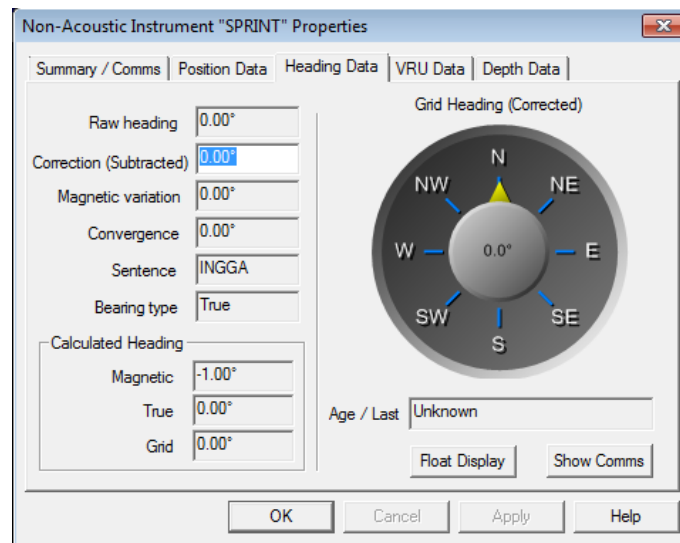 Non-Acoustic Instrument "SPRINT" Properties
Summary / Comms Position Data Heading Data VRU Data Depth Data
Raw heading 0.00°
Correction (Subtracted) 0.00°
Magnetic variation 0.00°
Convergence 0.00°
Sentence INGGA
Bearing type True
Calculated Heading
Magnetic -1.00°
True 0.00°
Grid 0.00°
Grid Heading (Corrected)
N
NW NE
W 0.0° E
SW SE
S
Age / Last Unknown
Float Display Show Comms
OK Cancel Apply Help